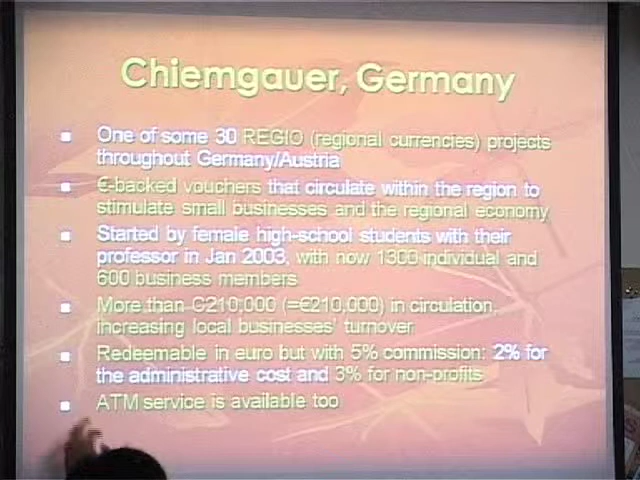 Chiemgauer, Germany
One of some 30 REGIO (regional currencies) projects
throughout Germany/Austria
€-backed vouchers that circulate within the region to
stimulate small businesses and the regional economy
Started by female high-school students with their
professor in Jan 2003, with now 1300 individual and
600 business members
More than C210,000 (=€210,000) in circulation,
increasing local businesses' turnover
Redeemable in euro but with 5% commission: 2% for
the administrative cost and 3% for non-profits
ATM service is available too